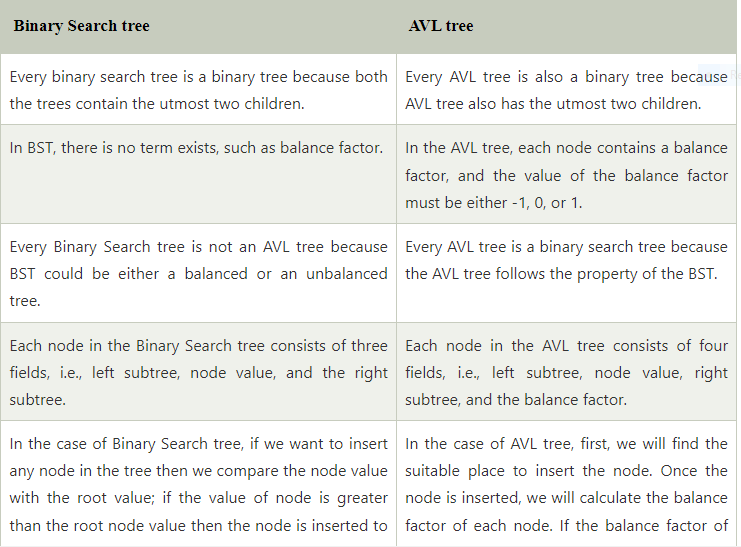 Binary Search tree
AVL tree
Every binary search tree is a binary tree because both
the trees contain the utmost two children.
Every AVL tree is also a binary tree because
AVL tree also has the utmost two children.
In BST, there is no term exists, such as balance factor.
In the AVL tree, each node contains a balance
factor, and the value of the balance factor
must be either -1, 0, or 1.
Every Binary Search tree is not an AVL tree because
BST could be either a balanced or an unbalanced
tree.
Every AVL tree is a binary search tree because
the AVL tree follows the property of the BST.
Each node in the Binary Search tree consists of three
fields, i.e., left subtree, node value, and the right
subtree.
Each node in the AVL tree consists of four
fields, i.e., left subtree, node value, right
subtree, and the balance factor.
In the case of Binary Search tree, if we want to insert
any node in the tree then we compare the node value
with the root value; if the value of node is greater
than the root node value then the node is inserted to
In the case of AVL tree, first, we will find the
suitable place to insert the node. Once the
node is inserted, we will calculate the balance
factor of each node. If the balance factor of